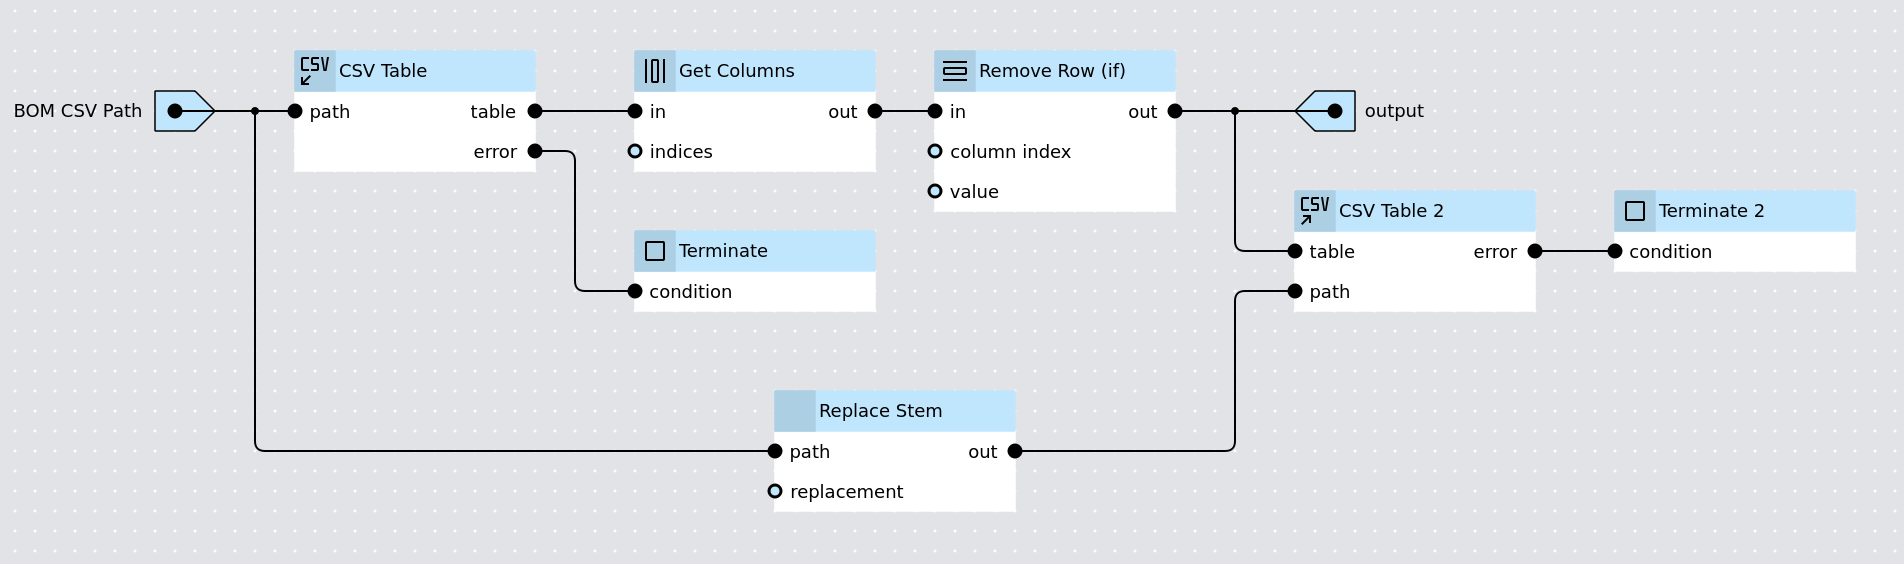 BOM CSV Path
CSV
CSV Table
path
table
error
Get Columns
in
out
indices
Remove Row (if)
in
out
column index
value
output
Terminate
condition
CSV
CSV Table 2
table
error
path
Terminate 2
condition
Replace Stem
path
out
replacement